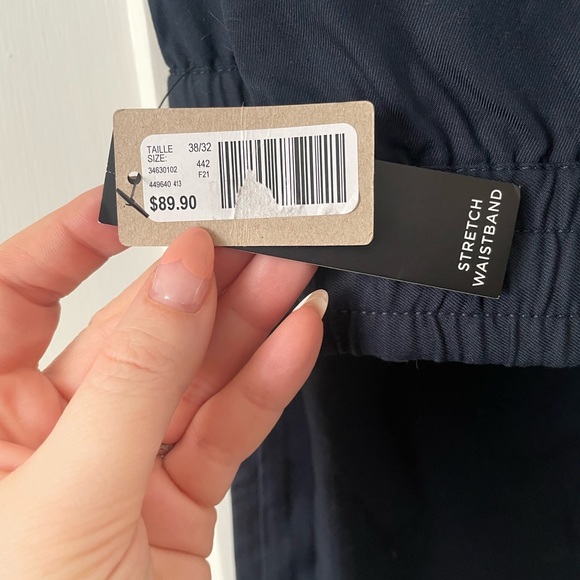 TAILLE 38/32
SIZE:
34630102 442
F21
449640 413
$89.90
STRETCH
WAISTBAND